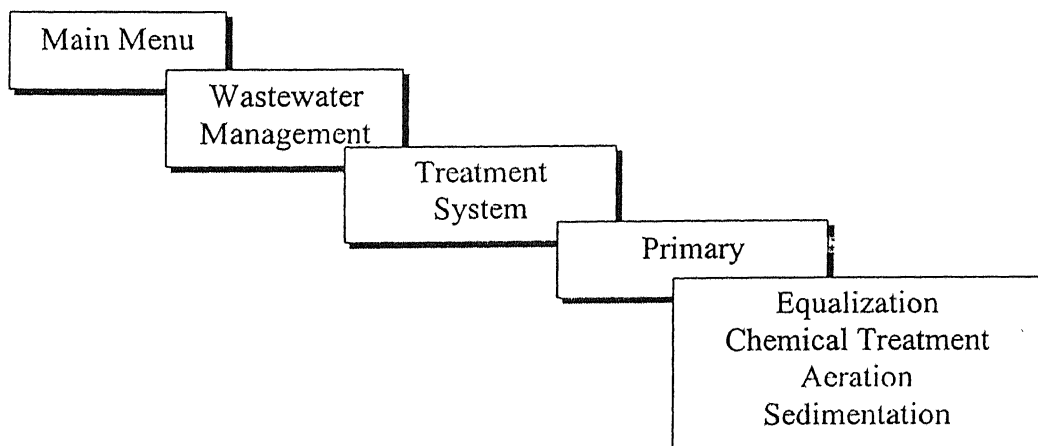 Main Menu
Wastewater
Management
Treatment
System
Primary
Equalization
Chemical Treatment
Aeration
Sedimentation